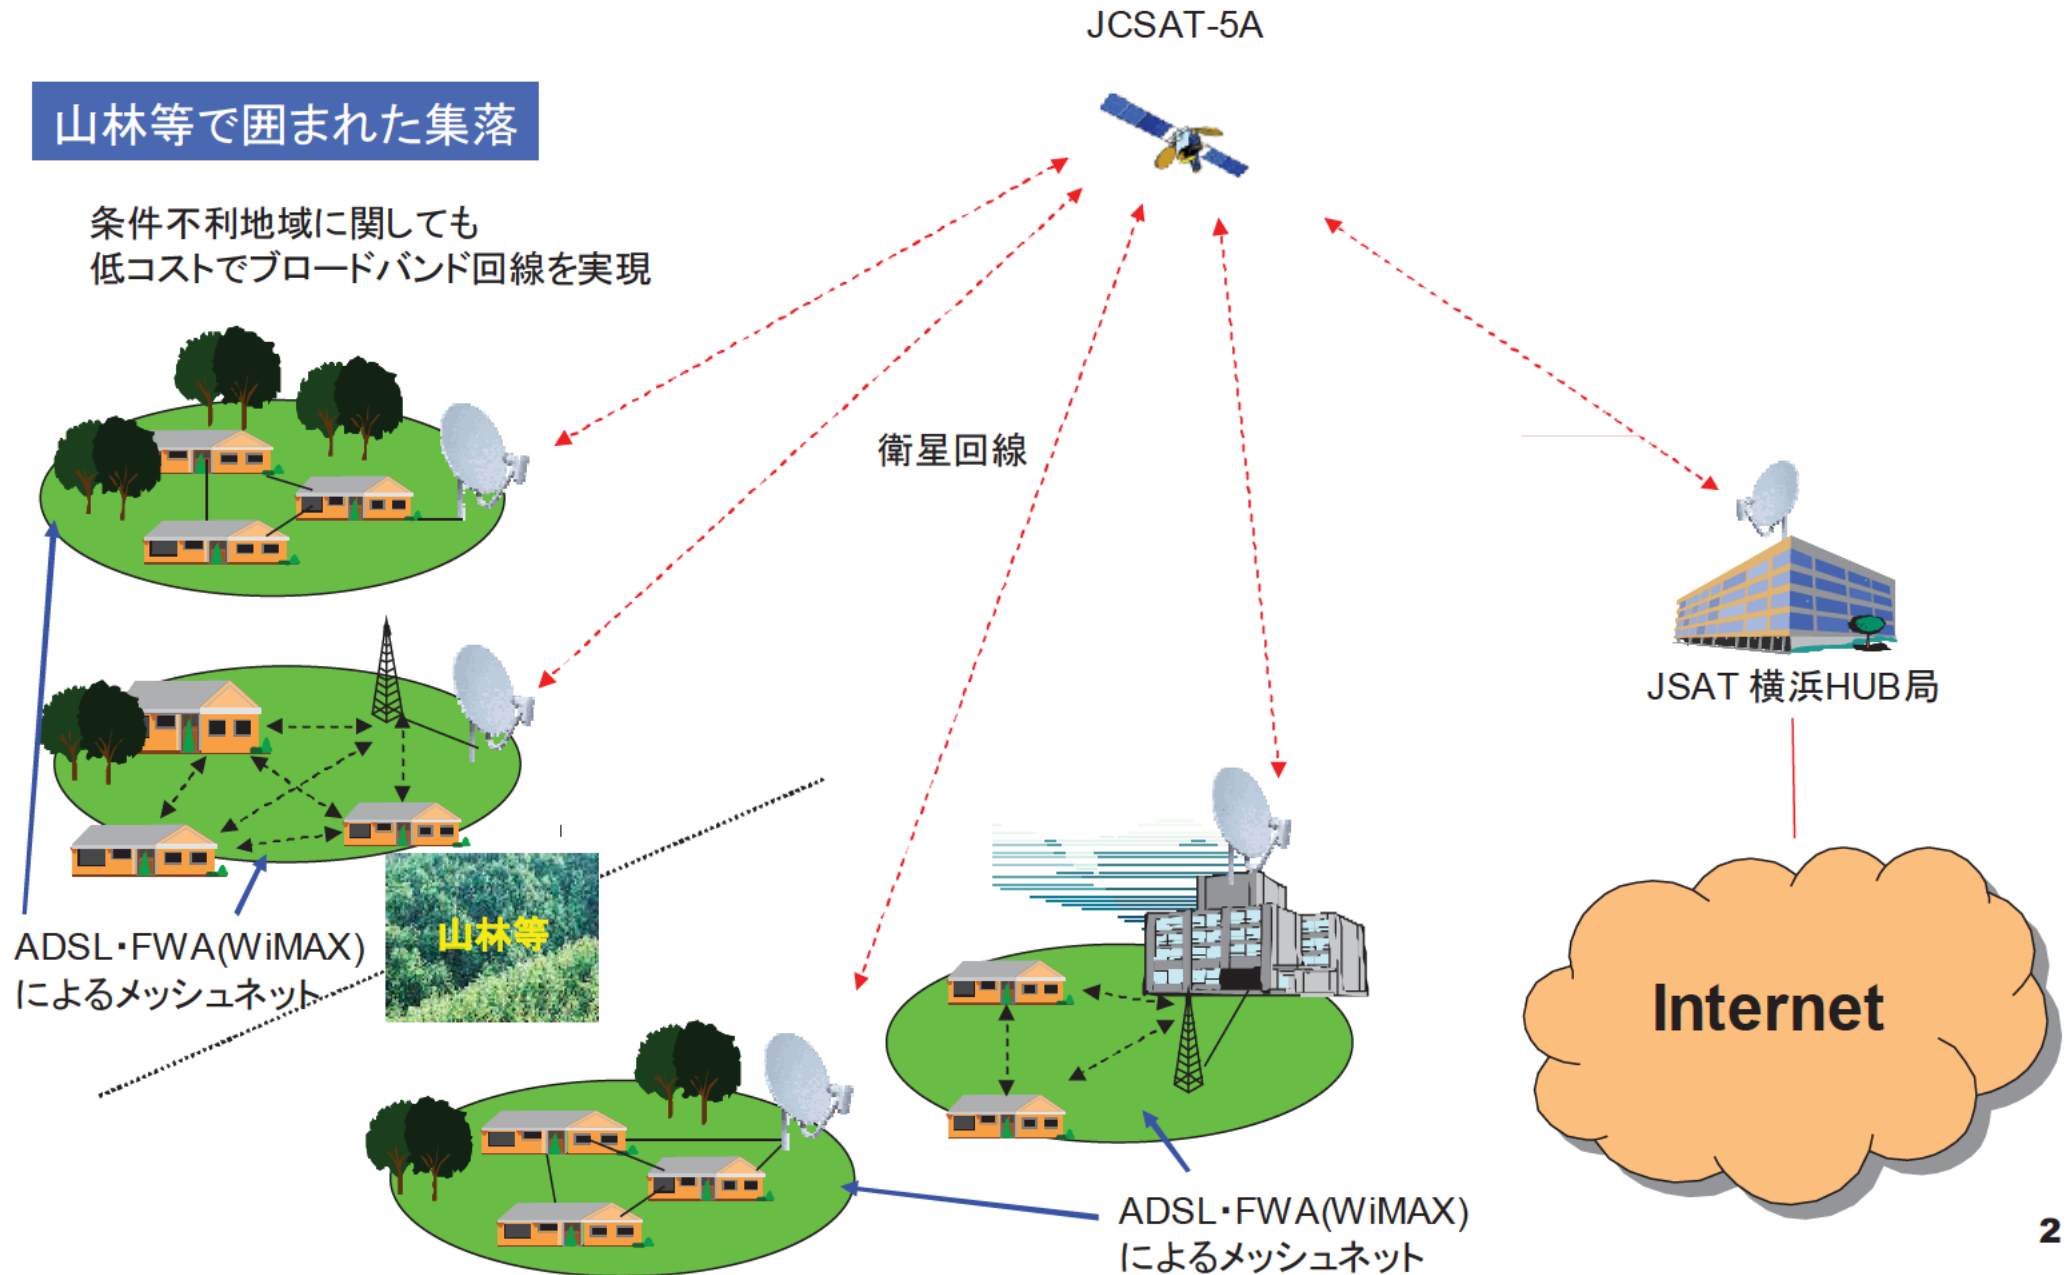 JCSAT-5A
山林等で囲まれた集落
条件不利地域に関しても
低コストでブロードバンド回線を実現
衛星回線
JSAT 横浜HUB局
山林等
ADSL・FWA(WiMAX)
によるメッシュネット
Internet
ADSL・FWA(WiMAX)
によるメッシュネット
2